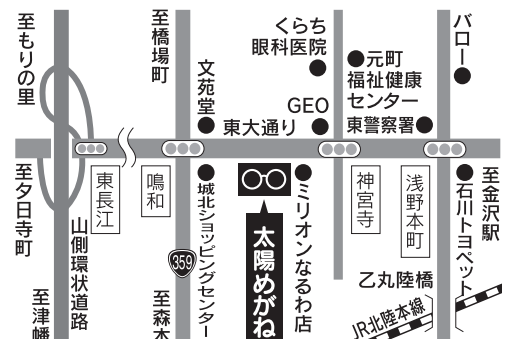 至もりの里
至橋場町
文苑堂
くらち
眼科医院
元町
福祉健康
センター
バロー
GEO
東大通り
東警察署
至夕日寺町
東長江
鳴和
城北ショッピングセンター
ミリオンなるわ店
神宮寺
浅野本町
石川トヨペット
至金沢駅
山側環状道路
359
太陽めがね
乙丸陸橋
JR北陸本線
至津幡
至森本